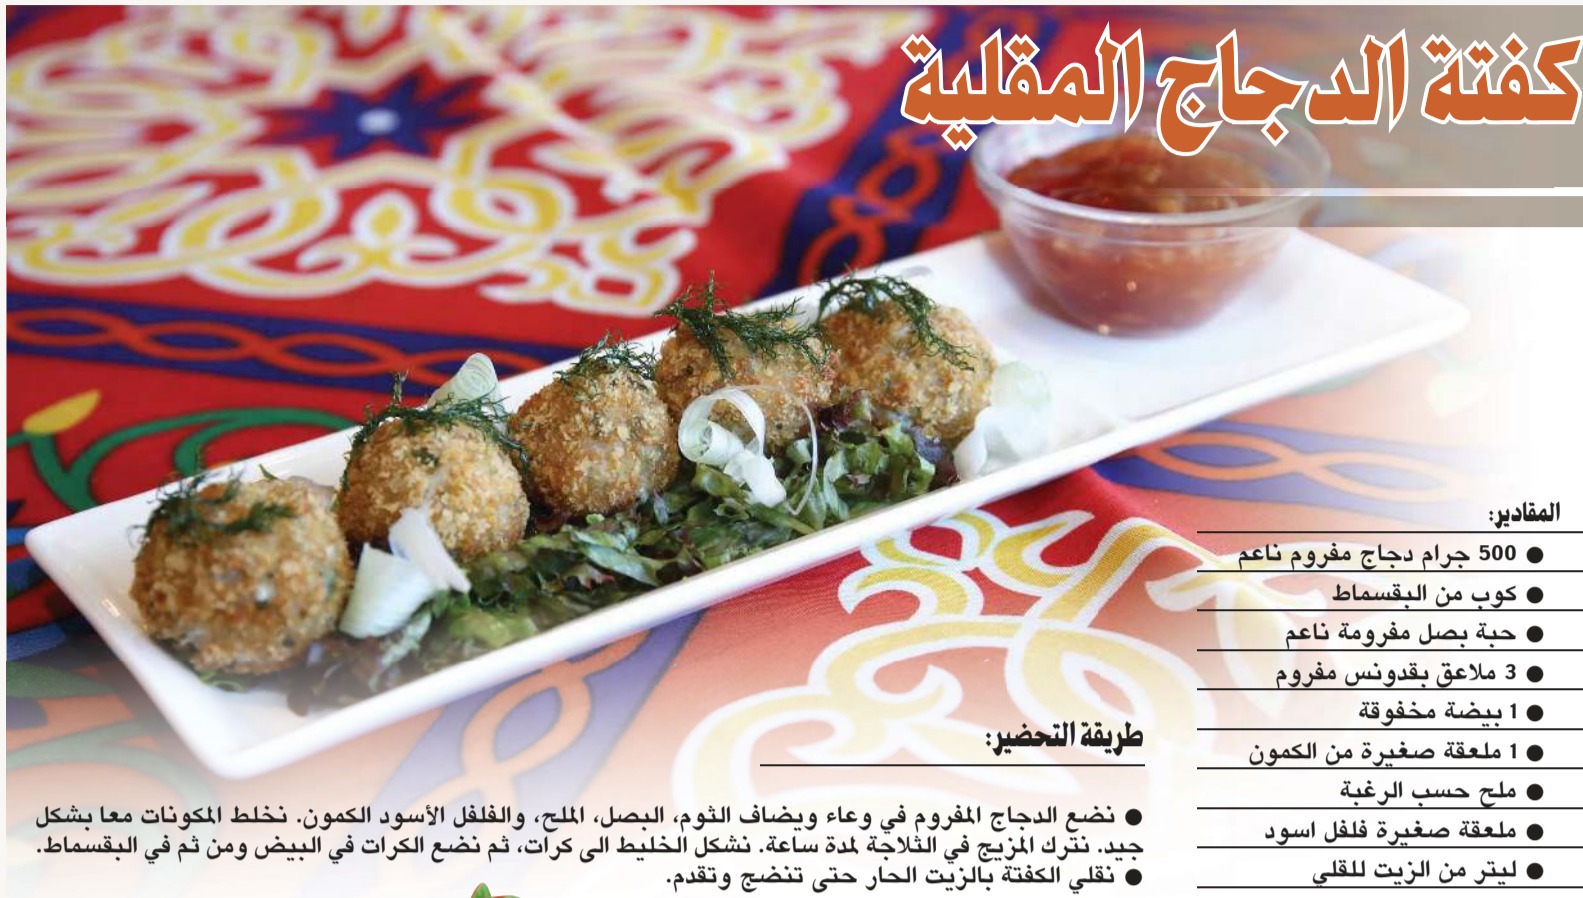 كفتة الدجاج المقلية
المقادير:
● 500 جرام دجاج مفروم ناعم
● كوب من البقسماط
● حبة بصل مفرومة ناعم
● 3 ملاعق بقدونس مفروم
● 1 بيضة مخفوقة
● 1 ملعقة صغيرة من الكمون
● ملح حسب الرغبة
● ملعقة صغيرة فلفل اسود
● ليتر من الزيت للقلي
طريقة التحضير:
● نضع الدجاج المفروم في وعاء ويضاف الثوم، البصل، الملح، والفلفل الأسود الكمون. نخلط المكونات معا بشكل
جيد. نترك المزيج في الثلاجة لمدة ساعة. نشكل الخليط الى كرات، ثم نضع الكرات في البيض ومن ثم في البقسماط.
● نقلي الكفتة بالزيت الحار حتى تنضج وتقدم.